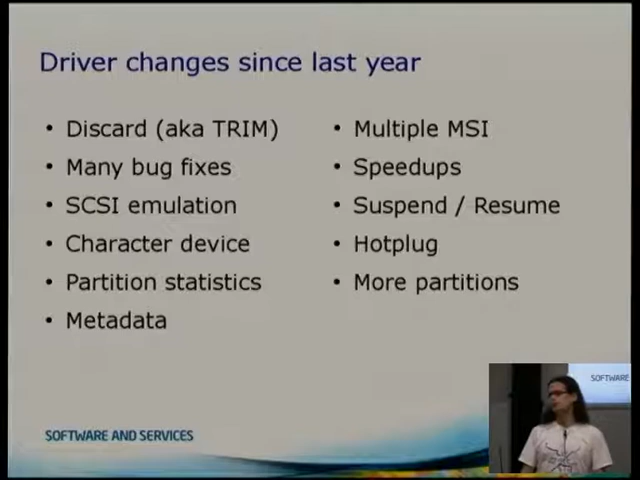 Driver changes since last year
• Discard (aka TRIM)
• Many bug fixes
• SCSI emulation
• Character device
• Partition statistics
• Metadata
• Multiple MSI
• Speedups
• Suspend / Resume
• Hotplug
• More partitions
SOFTWARE AND SERVICES
SOFTWARE